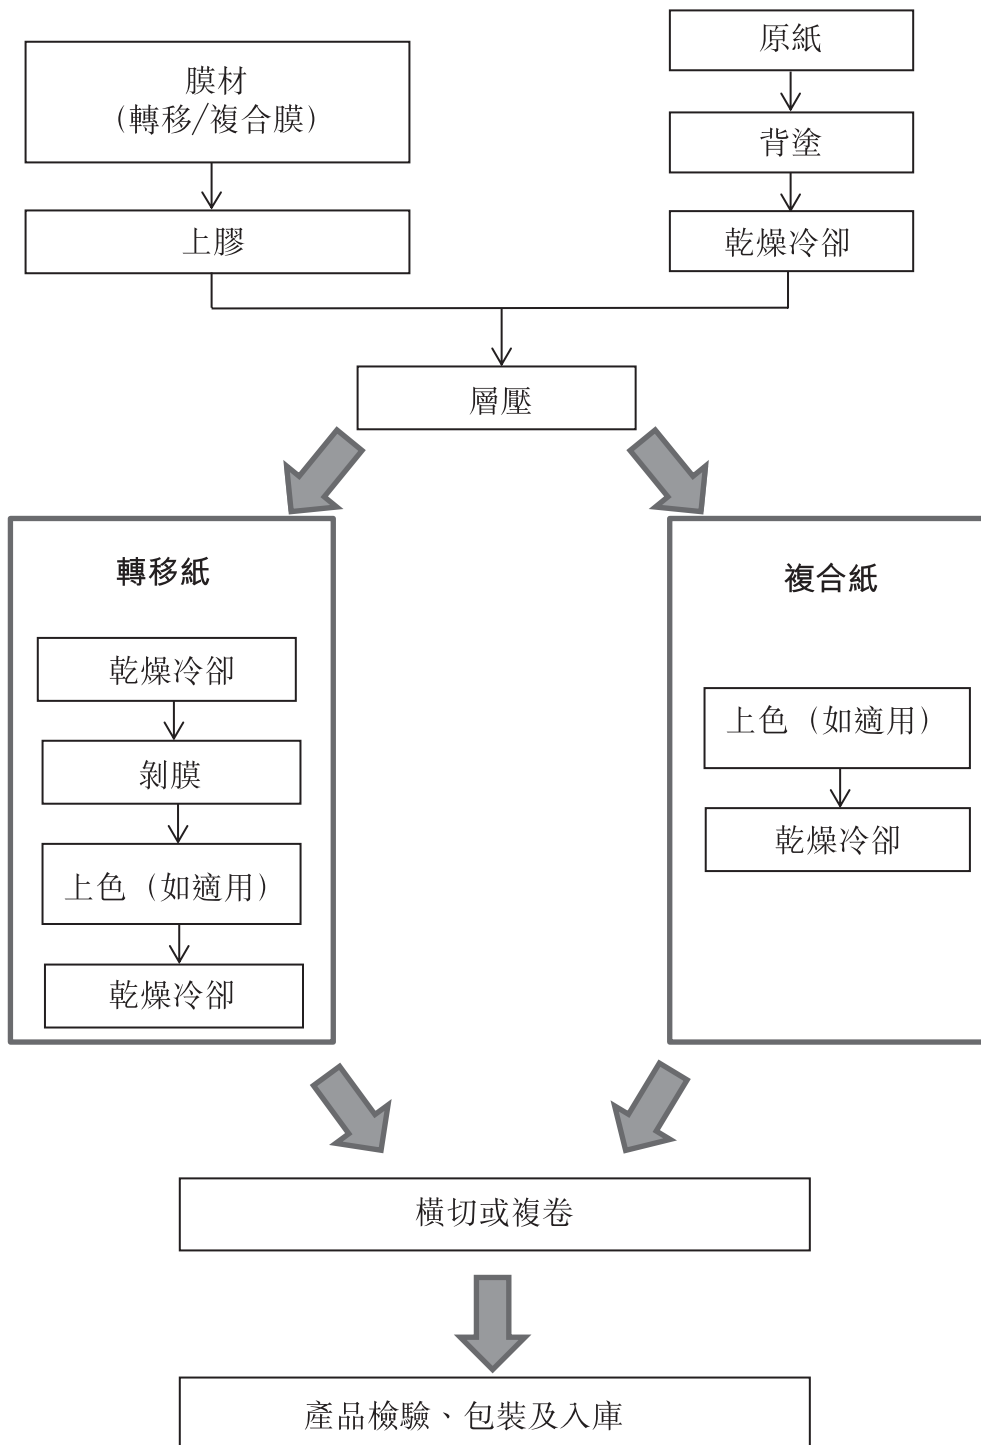 膜材
（轉移/複合膜）
上膠
原紙
背塗
乾燥冷卻
層壓
轉移紙
乾燥冷卻
剝膜
上色（如適用）
乾燥冷卻
複合紙
上色（如適用）
乾燥冷卻
橫切或複卷
產品檢驗、包裝及入庫